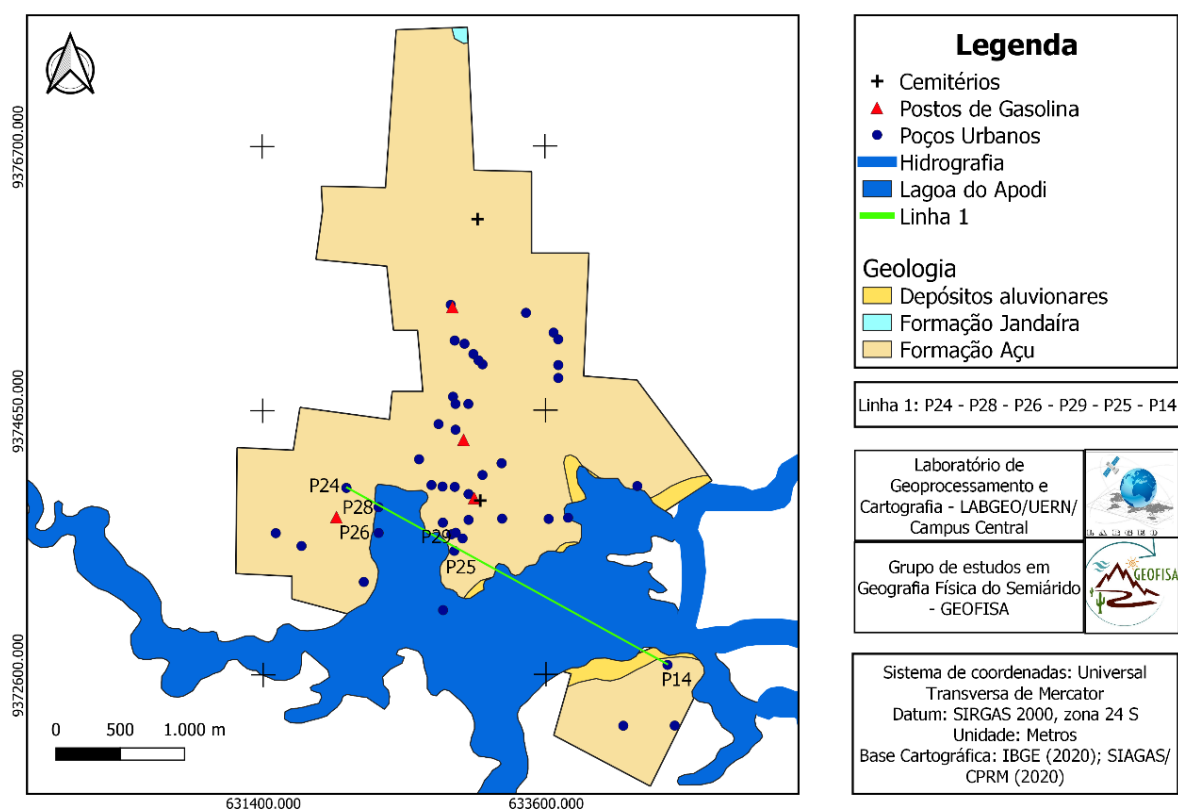 9376700.000
9374650.000
9372600.000
631400.000
633600.000
P24
P28
P26
P29
P25
P14
0 500 1.000 m
Legenda
Cemitérios
Postos de Gasolina
Poços Urbanos
Hidrografia
Lagoa do Apodi
Linha 1
Geologia
Depósitos aluvionares
Formação Jandaíra
Formação Açu
Linha 1: P24 - P28 - P26 - P29 - P25 - P14
Laboratório de
Geoprocessamento e
Cartografia - LABGEO/UERN/
Campus Central
L A B G E O
Grupo de estudos em
Geografia Física do Semiárido
- GEOFISA
GEOFISA
Sistema de coordenadas: Universal
Transversa de Mercator
Datum: SIRGAS 2000, zona 24 S
Unidade: Metros
Base Cartográfica: IBGE (2020); SIAGAS/
CPRM (2020)